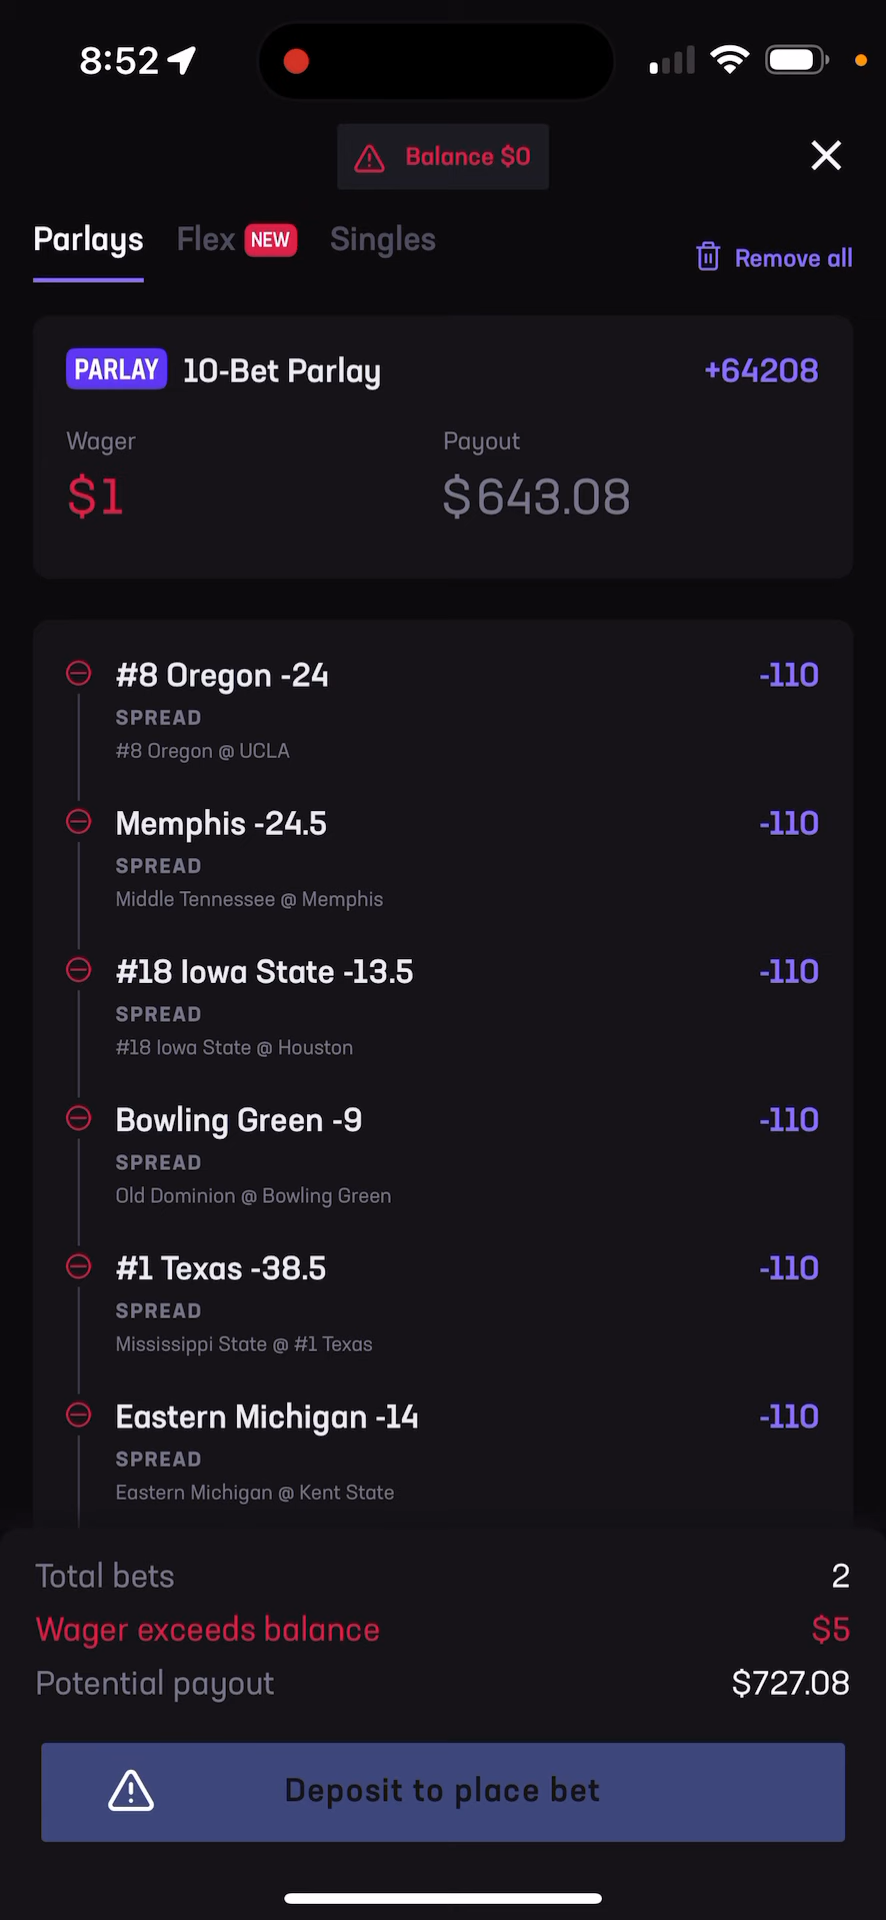 8:52
Balance $0
Parlays Flex NEW Singles
Remove all
PARLAY 10-Bet Parlay +64208
Wager Payout
$1 $643.08
#8 Oregon -24 -110
SPREAD
#8 Oregon @ UCLA
Memphis -24.5 -110
SPREAD
Middle Tennessee @ Memphis
#18 Iowa State -13.5 -110
SPREAD
#18 Iowa State @ Houston
Bowling Green -9 -110
SPREAD
Old Dominion @ Bowling Green
#1 Texas -38.5 -110
SPREAD
Mississippi State @ #1 Texas
Eastern Michigan -14 -110
SPREAD
Eastern Michigan @ Kent State
Total bets 2
Wager exceeds balance $5
Potential payout $727.08
Deposit to place bet